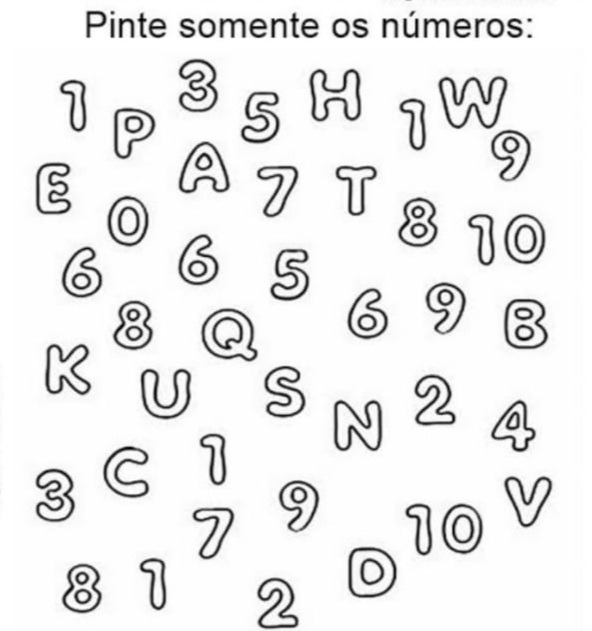 Pinte somente os números:
1 P 3 5 H 1 W
E 0 A 7 T 8 9
6 6 5 10
8 Q 6 9 B
K U S N 2 4
3 C 1 9 V
7 10
8 1 2 D